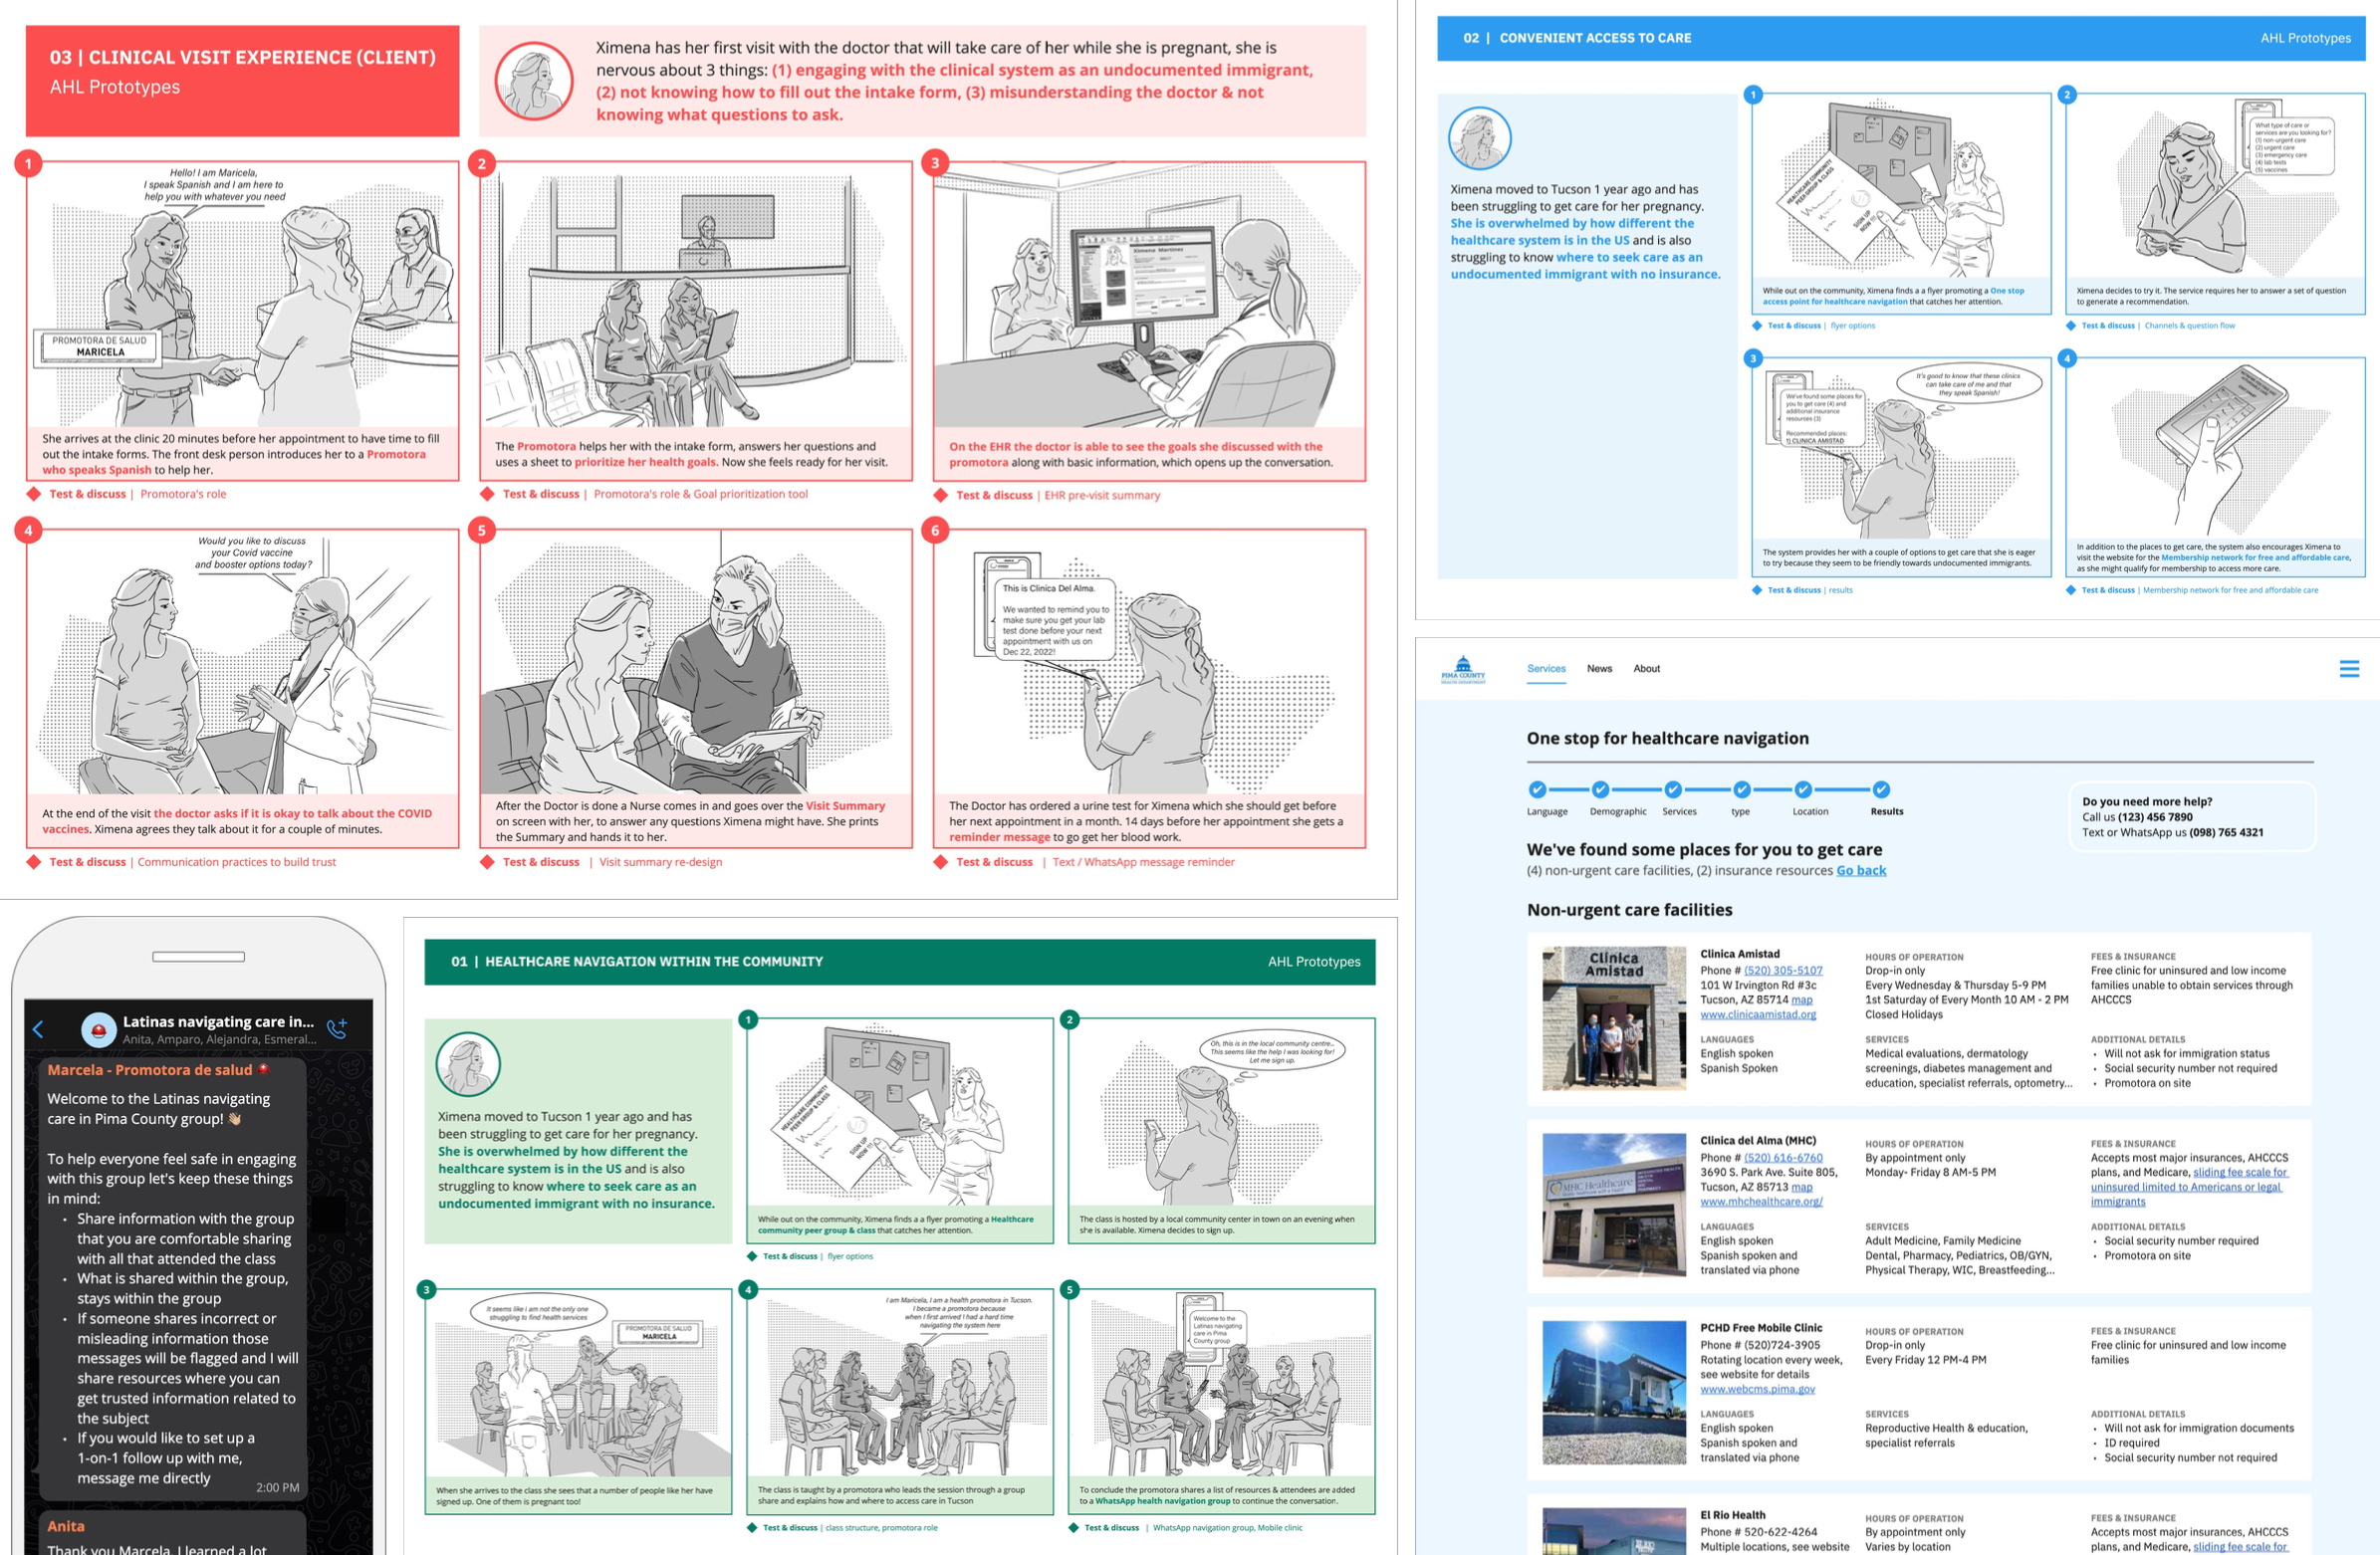 03 | CLINICAL VISIT EXPERIENCE (CLIENT)
AHL Prototypes
Ximena has her first visit with the doctor that will take care of her while she is pregnant, she is
nervous about 3 things: (1) engaging with the clinical system as an undocumented immigrant,
(2) not knowing how to fill out the intake form, (3) misunderstanding the doctor & not
knowing what questions to ask.
1
Hello! I am Maricela,
I speak Spanish and I am here to
help you with whatever you need
PROMOTORA DE SALUD
MARICELA
She arrives at the clinic 20 minutes before her appointment to have time to fill
out the intake forms. The front desk person introduces her to a Promotora
who speaks Spanish to help her.
Test & discuss | Promotora's role
2
The Promotora helps her with the intake form, answers her questions and
uses a sheet to prioritize her health goals. Now she feels ready for her visit.
Test & discuss | Promotora's role & Goal prioritization tool
3
Ximena Martinez
On the EHR the doctor is able to see the goals she discussed with the
promotora along with basic information, which opens up the conversation.
Test & discuss | EHR pre-visit summary
4
Would you like to discuss
your Covid vaccine
and booster options today?
At the end of the visit the doctor asks if it is okay to talk about the COVID
vaccines. Ximena agrees they talk about it for a couple of minutes.
Test & discuss | Communication practices to build trust
5
After the Doctor is done a Nurse comes in and goes over the Visit Summary
on screen with her, to answer any questions Ximena might have. She prints
the Summary and hands it to her.
Test & discuss | Visit summary re-design
6
This is Clinica Del Alma.
We wanted to remind you to
make sure you get your lab
test done before your next
appointment with us on
Dec 22, 2022!
The Doctor has ordered a urine test for Ximena which she should get before
her next appointment in a month. 14 days before her appointment she gets a
reminder message to go get her blood work.
Test & discuss | Text / WhatsApp message reminder
02 | CONVENIENT ACCESS TO CARE
AHL Prototypes
Ximena moved to Tucson 1 year ago and has
been struggling to get care for her pregnancy.
She is overwhelmed by how different the
healthcare system is in the US and is also
struggling to know where to seek care as an
undocumented immigrant with no insurance.
1
HEALTHCARE COMMUNITY
PEER GROUP & CLASS
SIGN UP
NOW!!!
While out on the community, Ximena finds a a flyer promoting a One stop
access point for healthcare navigation that catches her attention.
Test & discuss | flyer options
2
What type of care or
services are you looking for?
(1) non-urgent care
(2) urgent care
(3) emergency care
(4) lab tests
(5) vaccines
Ximena decides to try it. The service requires her to answer a set of question
to generate a recommendation.
Test & discuss | Channels & question flow
3
We've found some places for
you to get care (4) and
additional insurance
resources (3)
Recommended places:
1) CLINICA AMISTAD
It's good to know that these clinics
can take care of me and that
they speak Spanish!
The system provides her with a couple of options to get care that she is eager
to try because they seem to be friendly towards undocumented immigrants.
Test & discuss | results
4
In addition to the places to get care, the system also encourages Ximena to
visit the website for the Membership network for free and affordable care,
as she might qualify for membership to access more care.
Test & discuss | Membership network for free and affordable care
PIMA COUNTY
HEALTH DEPARTMENT
Services
News
About
One stop for healthcare navigation
Language
Demographic
Services
type
Location
Results
Do you need more help?
Call us (123) 456 7890
Text or WhatsApp us (098) 765 4321
We've found some places for you to get care
(4) non-urgent care facilities, (2) insurance resources Go back
Non-urgent care facilities
Clínica
Amistad
Clinica Amistad
Phone # (520) 305-5107
101 W Irvington Rd #3c
Tucson, AZ 85714 map
www.clinicaamistad.org
LANGUAGES
English spoken
Spanish Spoken
HOURS OF OPERATION
Drop-in only
Every Wednesday & Thursday 5-9 PM
1st Saturday of Every Month 10 AM - 2 PM
Closed Holidays
SERVICES
Medical evaluations, dermatology
screenings, diabetes management and
education, specialist referrals, optometry...
FEES & INSURANCE
Free clinic for uninsured and low income
families unable to obtain services through
AHCCCS
ADDITIONAL DETAILS
• Will not ask for immigration status
• Social security number not required
• Promotora on site
MHC Healthcare
Clinica del Alma (MHC)
Phone # (520) 616-6760
3690 S. Park Ave. Suite 805,
Tucson, AZ 85713 map
www.mhchealthcare.org/
LANGUAGES
English spoken
Spanish spoken and
translated via phone
HOURS OF OPERATION
By appointment only
Monday- Friday 8 AM-5 PM
SERVICES
Adult Medicine, Family Medicine
Dental, Pharmacy, Pediatrics, OB/GYN,
Physical Therapy, WIC, Breastfeeding...
FEES & INSURANCE
Accepts most major insurances, AHCCCS
plans, and Medicare, sliding fee scale for
uninsured limited to Americans or legal
immigrants
ADDITIONAL DETAILS
• Social security number required
• Promotora on site
PCHD Free Mobile Clinic
Phone # (520)724-3905
Rotating location every week,
see website for details
www.webcms.pima.gov
LANGUAGES
English spoken
Spanish spoken and
translated via phone
HOURS OF OPERATION
Drop-in only
Every Friday 12 PM-4 PM
SERVICES
Reproductive Health & education,
specialist referrals
FEES & INSURANCE
Free clinic for uninsured and low income
families
ADDITIONAL DETAILS
• Will not ask for immigration documents
• ID required
• Social security number not required
El Rio Health
Phone # 520-622-4264
Multiple locations, see website
HOURS OF OPERATION
By appointment only
Varies by location
FEES & INSURANCE
Accepts most major insurances, AHCCCS
plans, and Medicare, sliding fee scale for
Latinas navigating care in...
Anita, Amparo, Alejandra, Esmeral...
Marcela - Promotora de salud
Welcome to the Latinas navigating
care in Pima County group! 👋🏼
To help everyone feel safe in engaging
with this group let's keep these things
in mind:
• Share information with the group
that you are comfortable sharing
with all that attended the class
• What is shared within the group,
stays within the group
• If someone shares incorrect or
misleading information those
messages will be flagged and I will
share resources where you can
get trusted information related to
the subject
• If you would like to set up a
1-on-1 follow up with me,
message me directly
2:00 PM
Anita
Thank you Marcela, I learned a lot
01 | HEALTHCARE NAVIGATION WITHIN THE COMMUNITY
AHL Prototypes
Ximena moved to Tucson 1 year ago and has
been struggling to get care for her pregnancy.
She is overwhelmed by how different the
healthcare system is in the US and is also
struggling to know where to seek care as an
undocumented immigrant with no insurance.
1
HEALTHCARE COMMUNITY
PEER GROUP & CLASS
SIGN UP
NOW!!!
While out on the community, Ximena finds a a flyer promoting a Healthcare
community peer group & class that catches her attention.
Test & discuss | flyer options
2
Oh, this is in the local community centre..
This seems like the help I was looking for!
Let me sign up.
The class is hosted by a local community center in town on an evening when
she is available. Ximena decides to sign up.
3
It seems like I am not the only one
struggling to find health services
PROMOTORA DE SALUD
MARICELA
When she arrives to the class she sees that a number of people like her have
signed up. One of them is pregnant too!
4
I am Maricela, I am a health promotora in Tucson.
I became a promotora because
when I first arrived I had a hard time
navigating the system here
The class is taught by a promotora who leads the session through a group
share and explains how and where to access care in Tucson
Test & discuss | class structure, promotora role
5
Welcome to the
Latinas navigating
care in Pima
County group
To conclude the promotora shares a list of resources & attendees are added
to a WhatsApp health navigation group to continue the conversation.
Test & discuss | WhatsApp navigation group, Mobile clinic